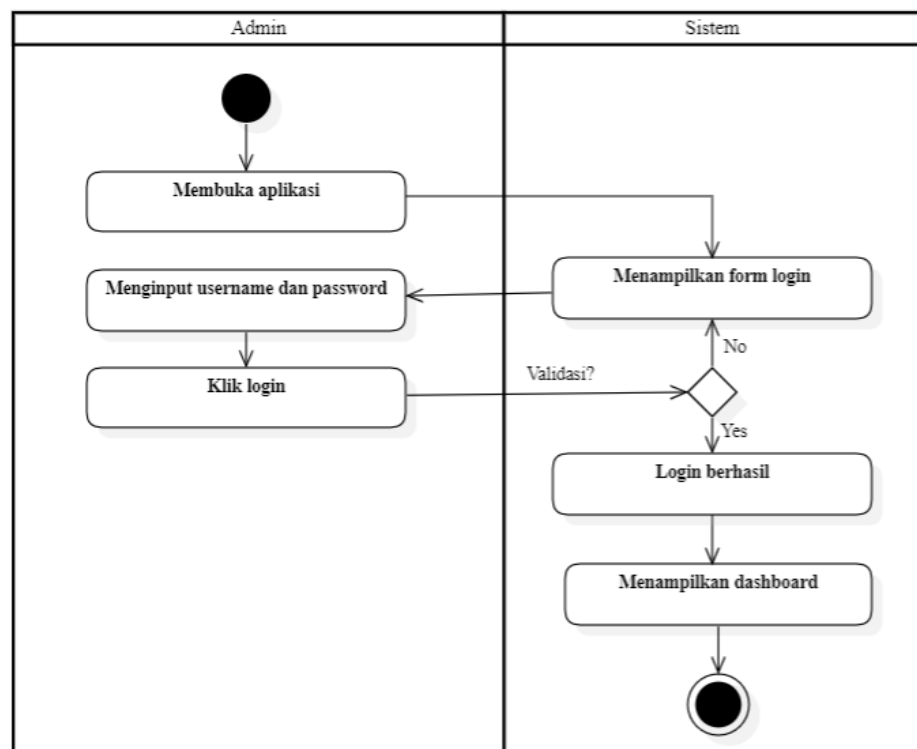 Admin
Sistem
Membuka aplikasi
Menampilkan form login
Menginput username dan password
No
Klik login
Validasi?
Yes
Login berhasil
Menampilkan dashboard